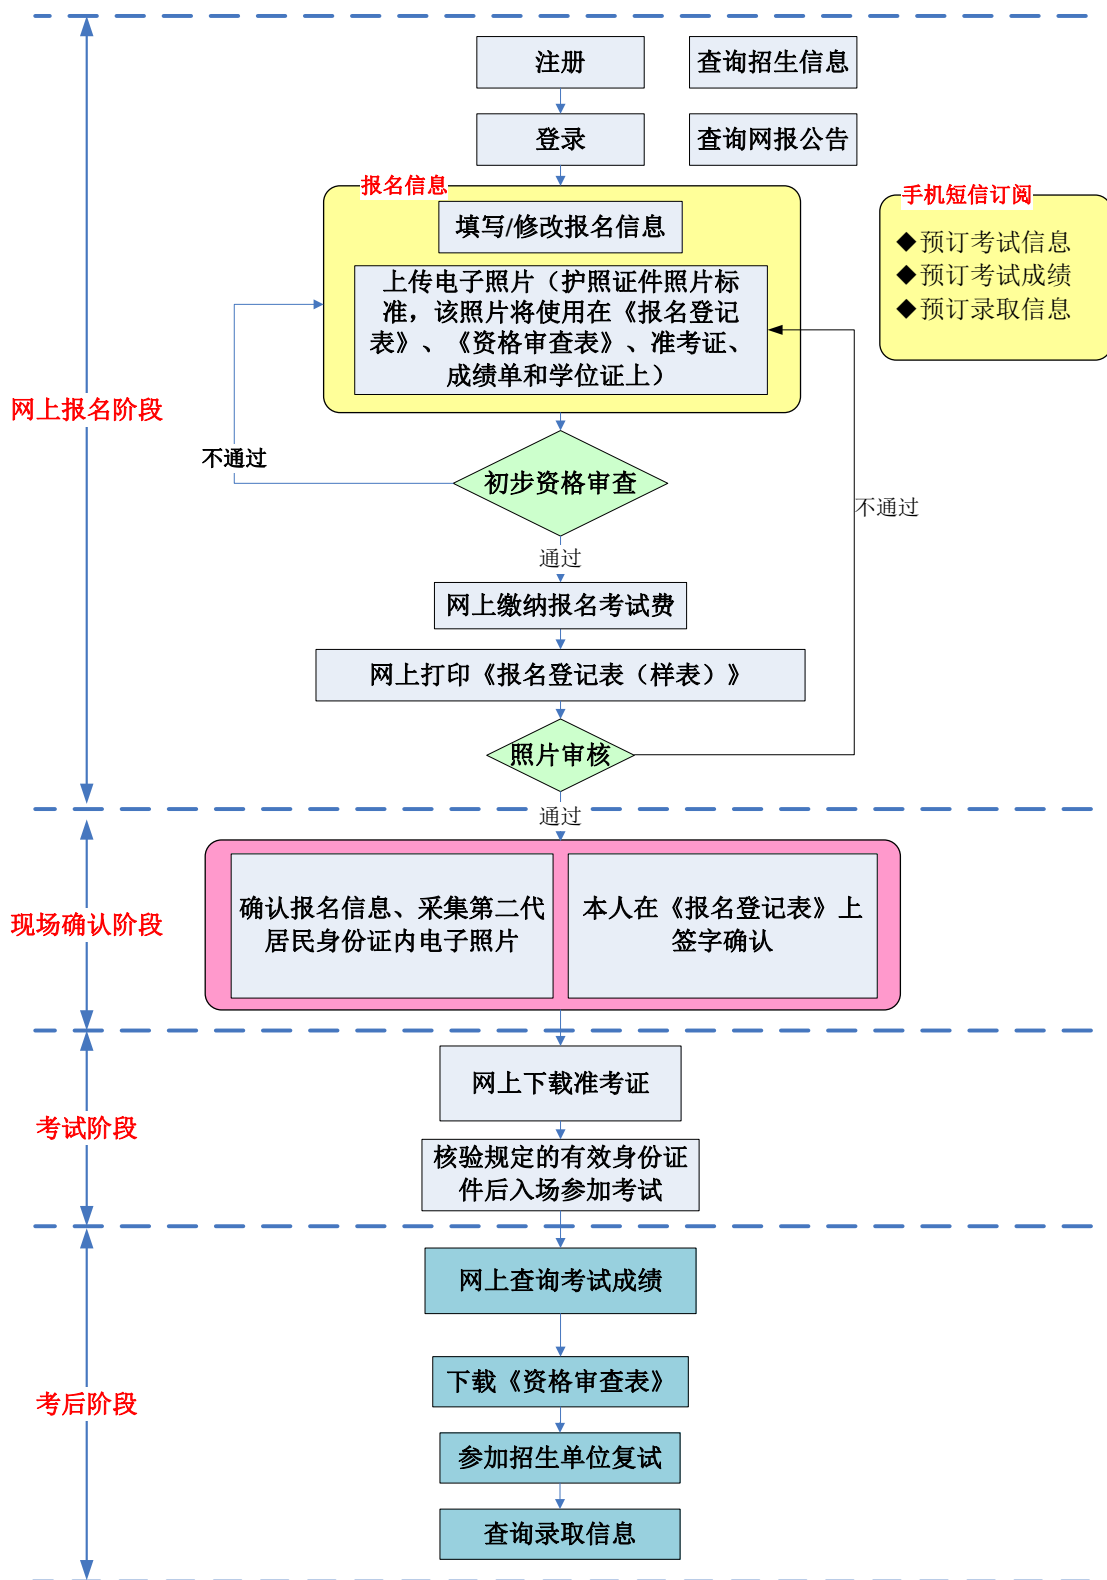 注册
查询招生信息
登录
查询网报公告
报名信息
填写/修改报名信息
上传电子照片（护照证件照片标
准，该照片将使用在《报名登记
表》、《资格审查表》、准考证、
成绩单和学位证上）
手机短信订阅
◆预订考试信息
◆预订考试成绩
◆预订录取信息
网上报名阶段
不通过
初步资格审查
不通过
通过
网上缴纳报名考试费
网上打印《报名登记表（样表）》
照片审核
通过
现场确认阶段
确认报名信息、采集第二代
居民身份证内电子照片
本人在《报名登记表》上
签字确认
考试阶段
网上下载准考证
核验规定的有效身份证
件后入场参加考试
考后阶段
网上查询考试成绩
下载《资格审查表》
参加招生单位复试
查询录取信息